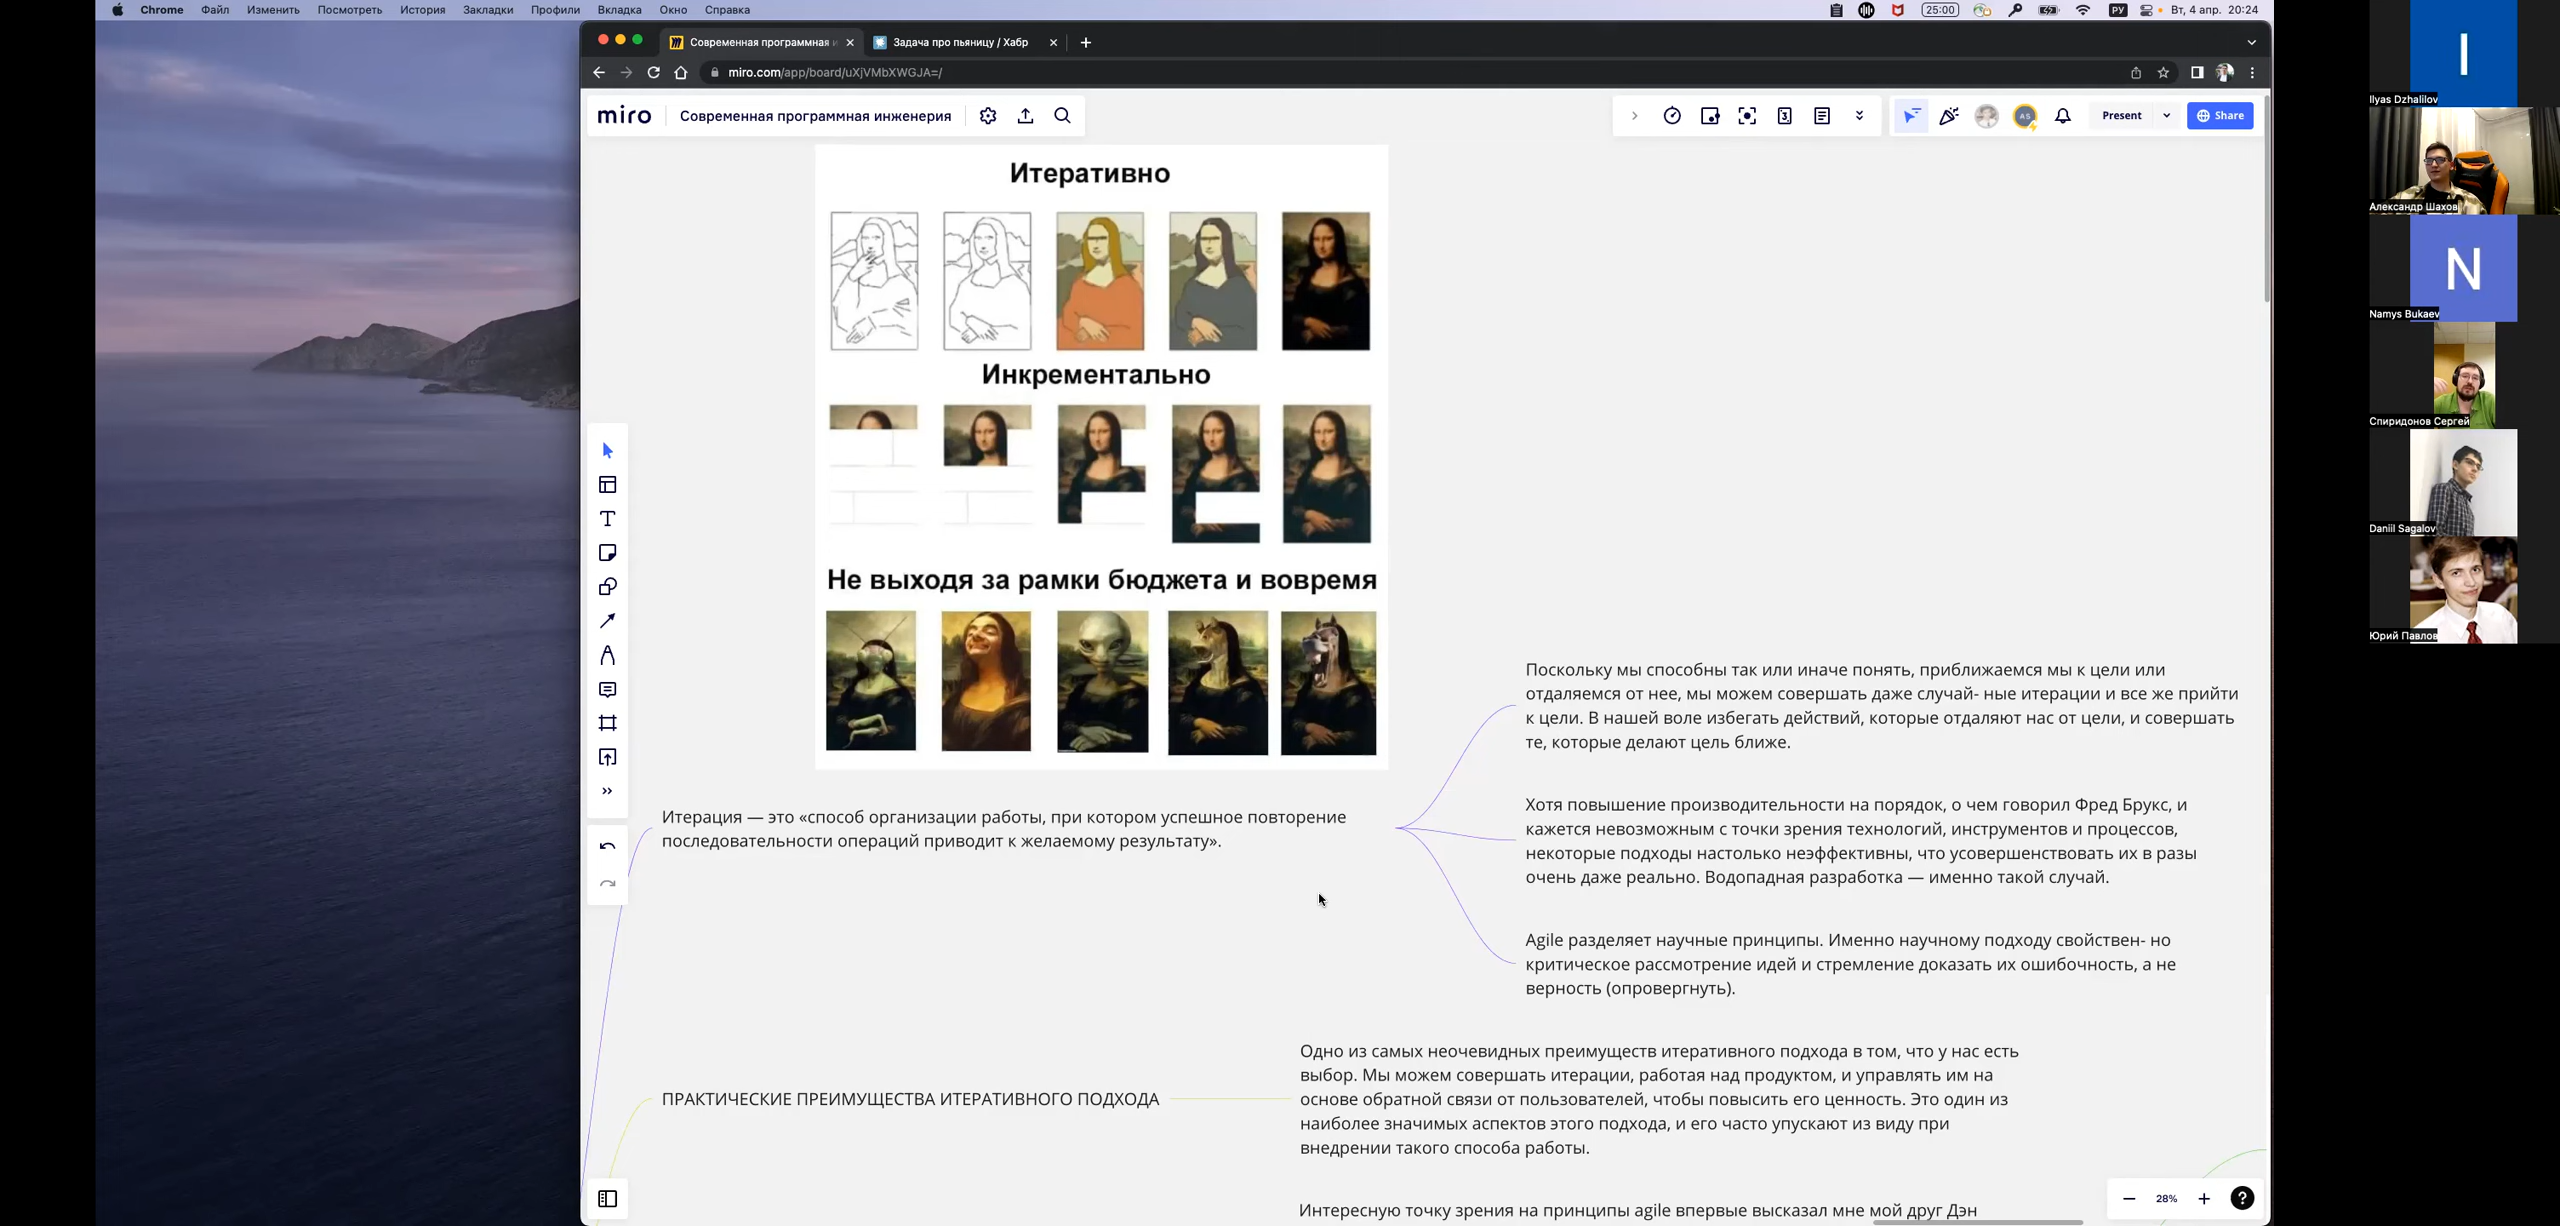 Chrome Файл Изменить Посмотреть История Закладки Профили Вкладка Окно Справка
25:00 РУ Вт, 4 апр. 20:24
Современная программная и
Задача про пьяницу / Хабр
miro.com/app/board/uXjVMbXWGJA=/
miro Современная программная инженерия
3 AS Present Share
Итеративно
Инкрементально
Не выходя за рамки бюджета и вовремя
Итерация — это «способ организации работы, при котором успешное повторение
последовательности операций приводит к желаемому результату».
Поскольку мы способны так или иначе понять, приближаемся мы к цели или
отдаляемся от нее, мы можем совершать даже случай- ные итерации и все же прийти
к цели. В нашей воле избегать действий, которые отдаляют нас от цели, и совершать
те, которые делают цель ближе.
Хотя повышение производительности на порядок, о чем говорил Фред Брукс, и
кажется невозможным с точки зрения технологий, инструментов и процессов,
некоторые подходы настолько неэффективны, что усовершенствовать их в разы
очень даже реально. Водопадная разработка — именно такой случай.
Agile разделяет научные принципы. Именно научному подходу свойствен- но
критическое рассмотрение идей и стремление доказать их ошибочность, а не
верность (опровергнуть).
ПРАКТИЧЕСКИЕ ПРЕИМУЩЕСТВА ИТЕРАТИВНОГО ПОДХОДА
Одно из самых неочевидных преимуществ итеративного подхода в том, что у нас есть
выбор. Мы можем совершать итерации, работая над продуктом, и управлять им на
основе обратной связи от пользователей, чтобы повысить его ценность. Это один из
наиболее значимых аспектов этого подхода, и его часто упускают из виду при
внедрении такого способа работы.
Интересную точку зрения на принципы agile впервые высказал мне мой друг Дэн
28%
?
I
Ilyas Dzhalilov
Александр Шахов
N
Namys Bukaev
Спиридонов Сергей
Daniil Sagalov
Юрий Павлов